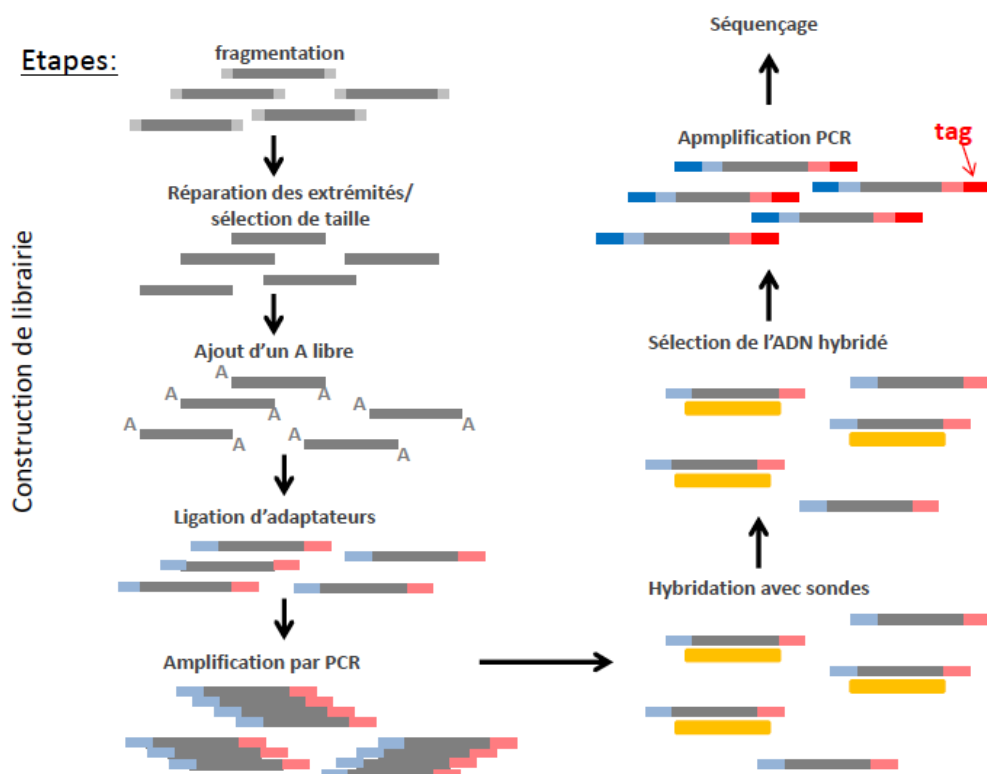 Etapes:
fragmentation
Réparation des extrémités/
sélection de taille
Ajout d'un A libre
A
A
A
A
A
A
A
A
A
A
Ligation d'adaptateurs
Amplification par PCR
Construction de librairie
Séquençage
Apmplification PCR
tag
Sélection de l'ADN hybridé
Hybridation avec sondes